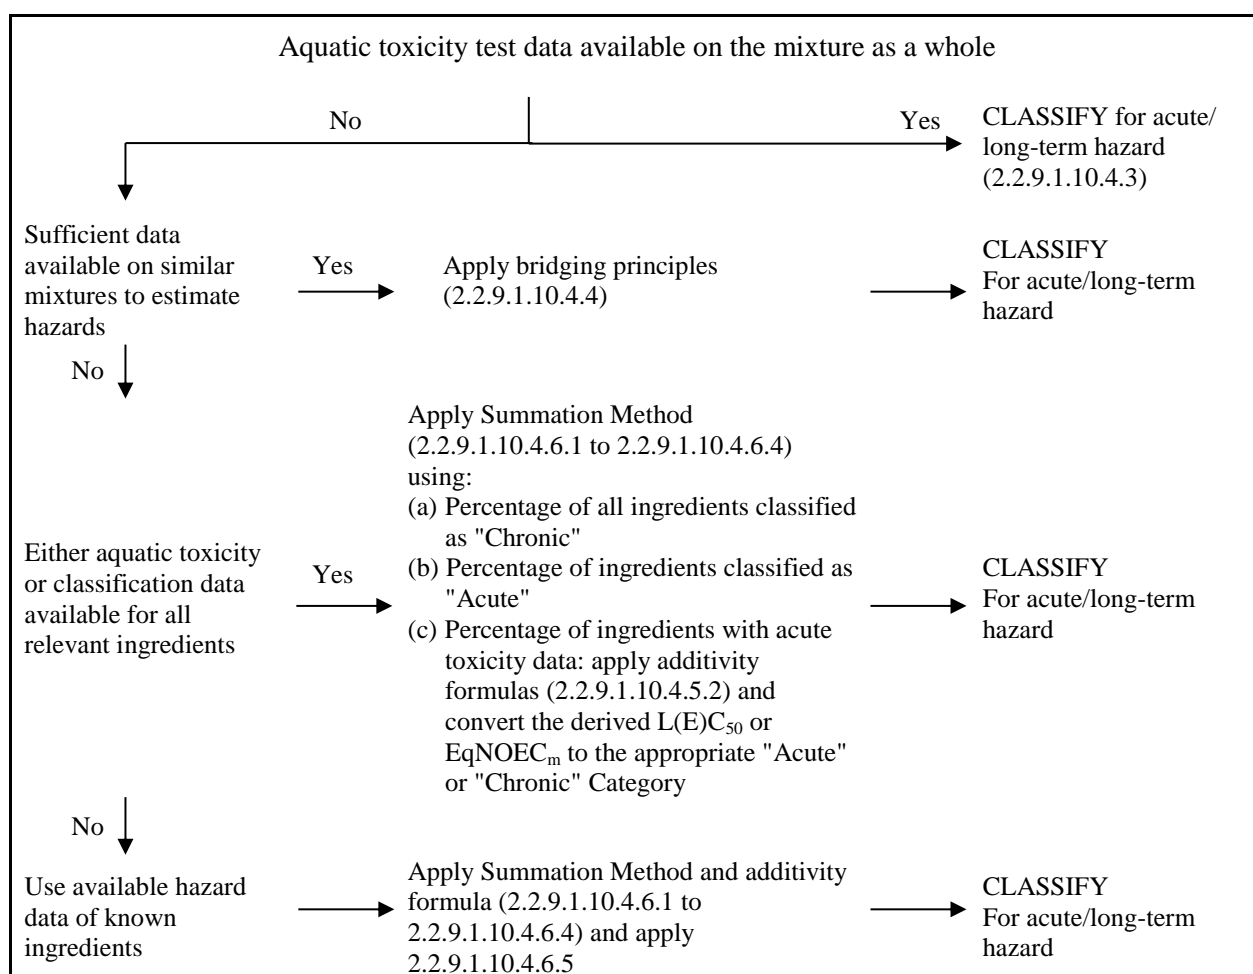 Aquatic toxicity test data available on the mixture as a whole
No
Yes
CLASSIFY for acute/
long-term hazard
(2.2.9.1.10.4.3)
Sufficient data
available on similar
mixtures to estimate
hazards
Yes
Apply bridging principles
(2.2.9.1.10.4.4)
CLASSIFY
For acute/long-term
hazard
No
Either aquatic toxicity
or classification data
available for all
relevant ingredients
Yes
Apply Summation Method
(2.2.9.1.10.4.6.1 to 2.2.9.1.10.4.6.4)
using:
(a) Percentage of all ingredients classified
as "Chronic"
(b) Percentage of ingredients classified as
"Acute"
(c) Percentage of ingredients with acute
toxicity data: apply additivity
formulas (2.2.9.1.10.4.5.2) and
convert the derived L(E)C50 or
EqNOECm to the appropriate "Acute"
or "Chronic" Category
CLASSIFY
For acute/long-term
hazard
No
Use available hazard
data of known
ingredients
Apply Summation Method and additivity
formula (2.2.9.1.10.4.6.1 to
2.2.9.1.10.4.6.4) and apply
2.2.9.1.10.4.6.5
CLASSIFY
For acute/long-term
hazard